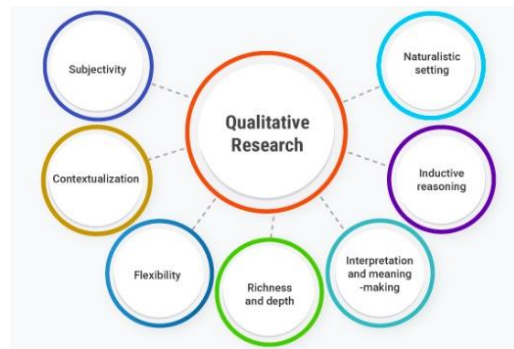 Qualitative
Research
Subjectivity
Contextualization
Flexibility
Richness
and depth
Interpretation
and meaning
-making
Inductive
reasoning
Naturalistic
setting